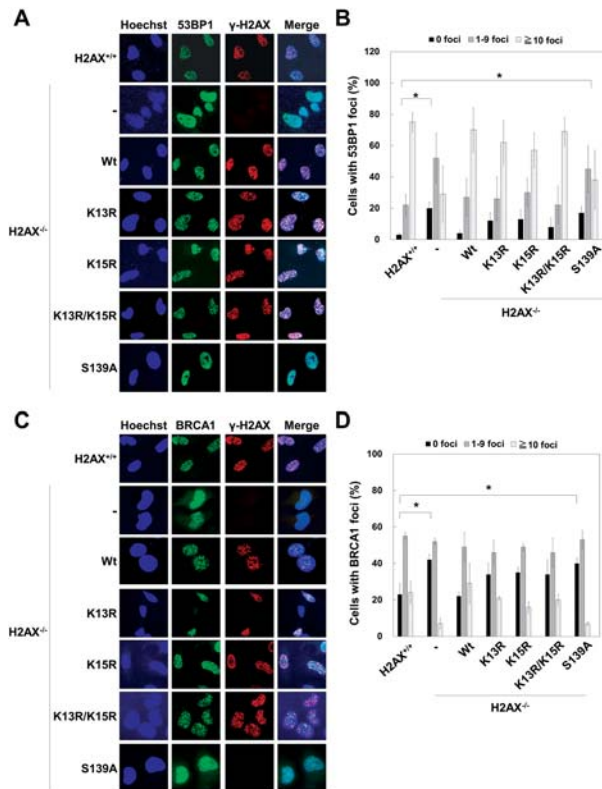 A
Hoechst 53BP1 γ-H2AX Merge
H2AX+/+
-
Wt
K13R
H2AX-/-
K15R
K13R/K15R
S139A
B
■ 0 foci ■ 1-9 foci □ ≧ 10 foci
Cells with 53BP1 foci (%)
120
100
80
60
40
20
0
*
*
H2AX+/+ - Wt K13R K15R K13R/K15R S139A
H2AX-/-
C
Hoechst BRCA1 γ-H2AX Merge
H2AX+/+
-
Wt
K13R
H2AX-/-
K15R
K13R/K15R
S139A
D
■ 0 foci ■ 1-9 foci □ ≧ 10 foci
Cells with BRCA1 foci (%)
100
80
60
40
20
0
*
*
H2AX+/+ - Wt K13R K15R K13R/K15R S139A
H2AX-/-